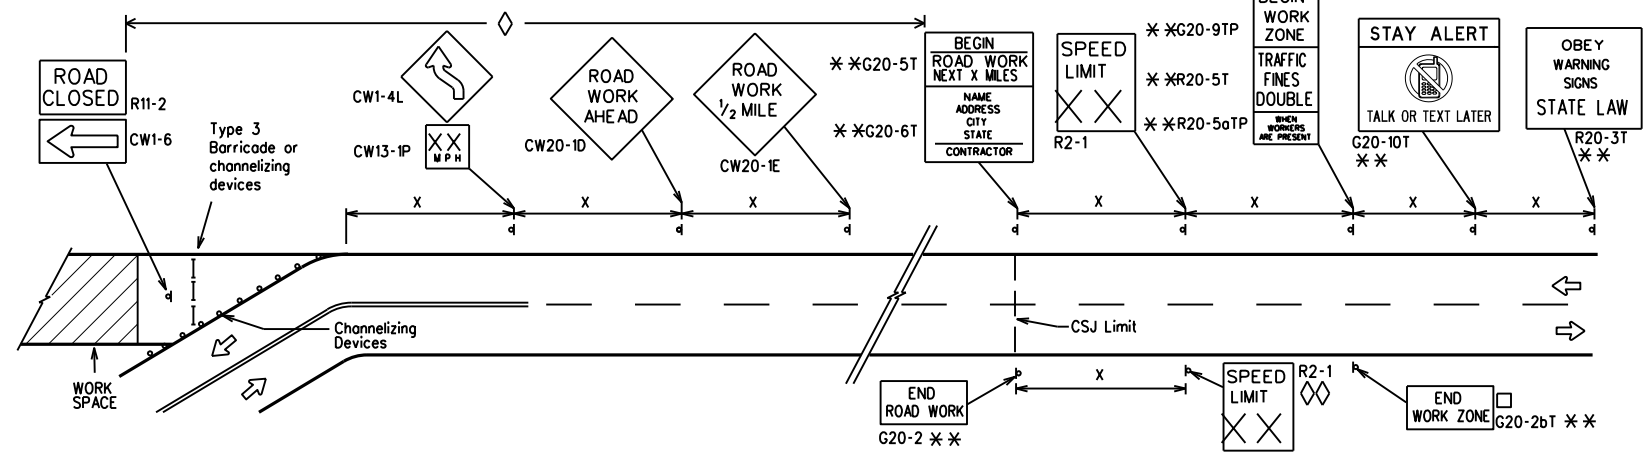 ROAD
CLOSED
R11-2
CW1-6
Type 3
Barricade or
channelizing
devices
CW1-4L
X X
M P H
CW13-1P
ROAD
WORK
AHEAD
CW20-1D
ROAD
WORK
1/2 MILE
CW20-1E
* *G20-5T
* *G20-6T
BEGIN
ROAD WORK
NEXT X MILES
NAME
ADDRESS
CITY
STATE
CONTRACTOR
SPEED
LIMIT
X X
R2-1
* *G20-9TP
* *R20-5T
* *R20-5aTP
BEGIN
WORK
ZONE
TRAFFIC
FINES
DOUBLE
WHEN
WORKERS
ARE PRESENT
STAY ALERT
TALK OR TEXT LATER
G20-10T
* *
OBEY
WARNING
SIGNS
STATE LAW
R20-3T
* *
X
X
X
X
X
X
X
Channelizing
Devices
WORK
SPACE
CSJ Limit
END
ROAD WORK
G20-2 * *
X
SPEED
LIMIT
X X
R2-1
END
WORK ZONE
G20-2bT * *